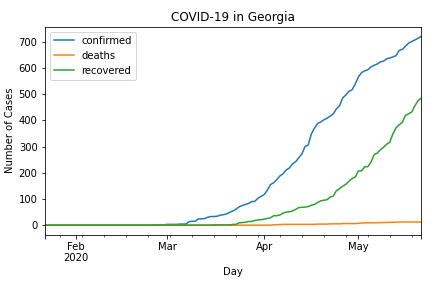 COVID-19 in Georgia
confirmed
deaths
recovered
Number of Cases
700
600
500
400
300
200
100
0
Feb
2020
Mar
Apr
May
Day